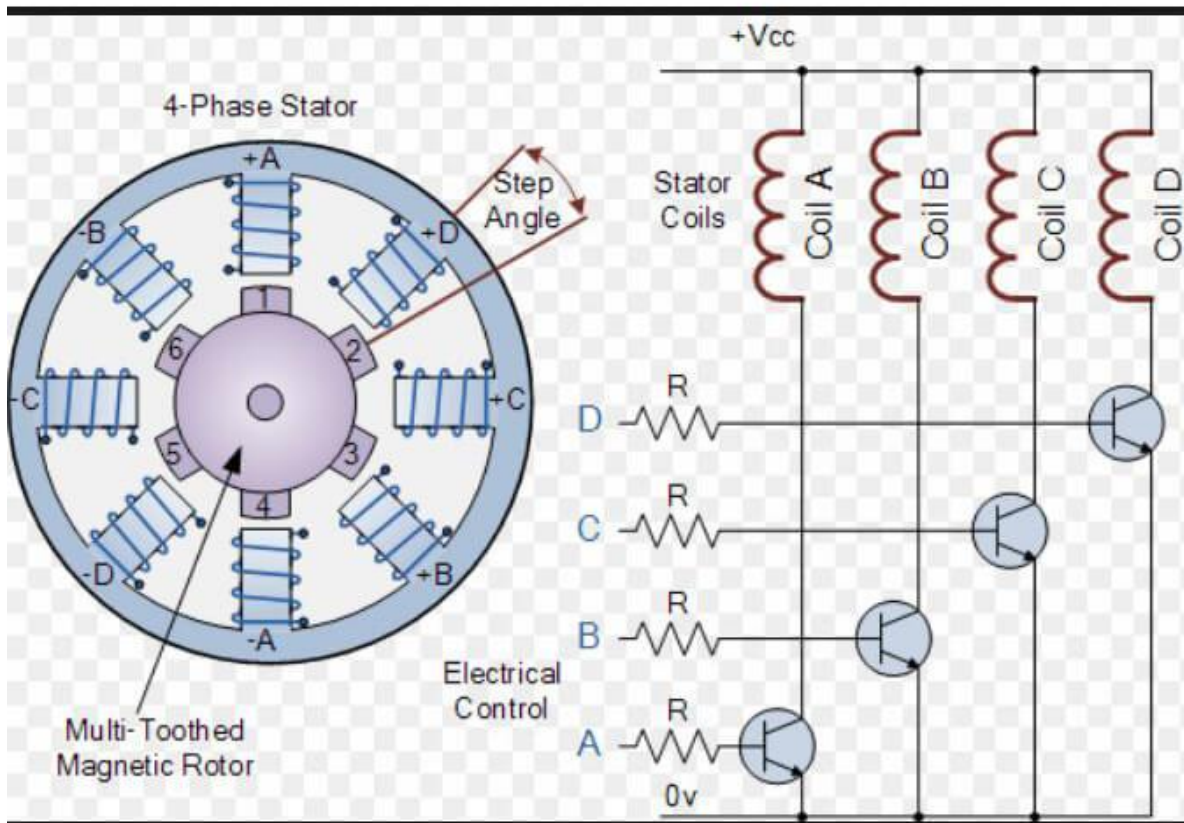 +Vcc
4-Phase Stator
+A
-B
+D
Step
Angle
-C
+C
-D
+B
-A
1
2
3
4
5
6
Multi-Toothed
Magnetic Rotor
Stator
Coils
Coil A
Coil B
Coil C
Coil D
D
R
C
R
B
R
A
R
Electrical
Control
0v